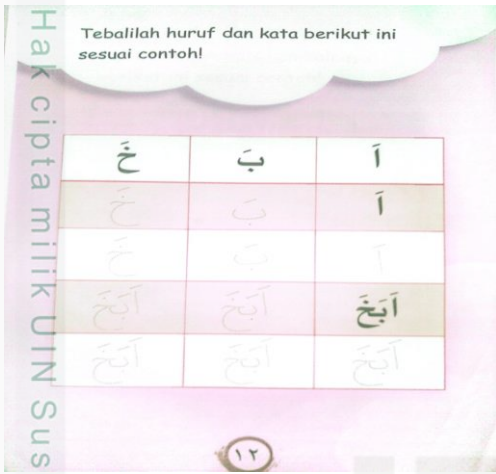 Hak cipta milik UIN Sus
Tebalilah huruf dan kata berikut ini
sesuai contoh!
اَ بَ خَ
اَ بَ خَ
اَ بَ خَ
اَبَخَ اَبَخَ اَبَخَ
اَبَخَ اَبَخَ اَبَخَ
١٢